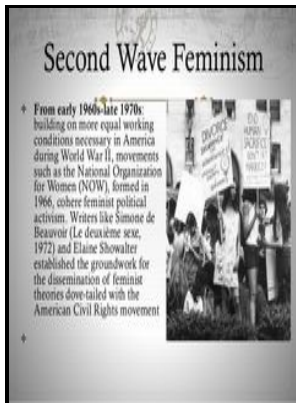 Second Wave Feminism
From early 1960s-late 1970s:
building on more equal working
conditions necessary in America
during World War II, movements
such as the National Organization
for Women (NOW), formed in
1966, cohere feminist political
activism. Writers like Simone de
Beauvoir (Le deuxième sexe,
1972) and Elaine Showalter
established the groundwork for
the dissemination of feminist
theories dove-tailed with the
American Civil Rights movement
END
HUMAN
SACRIFICE